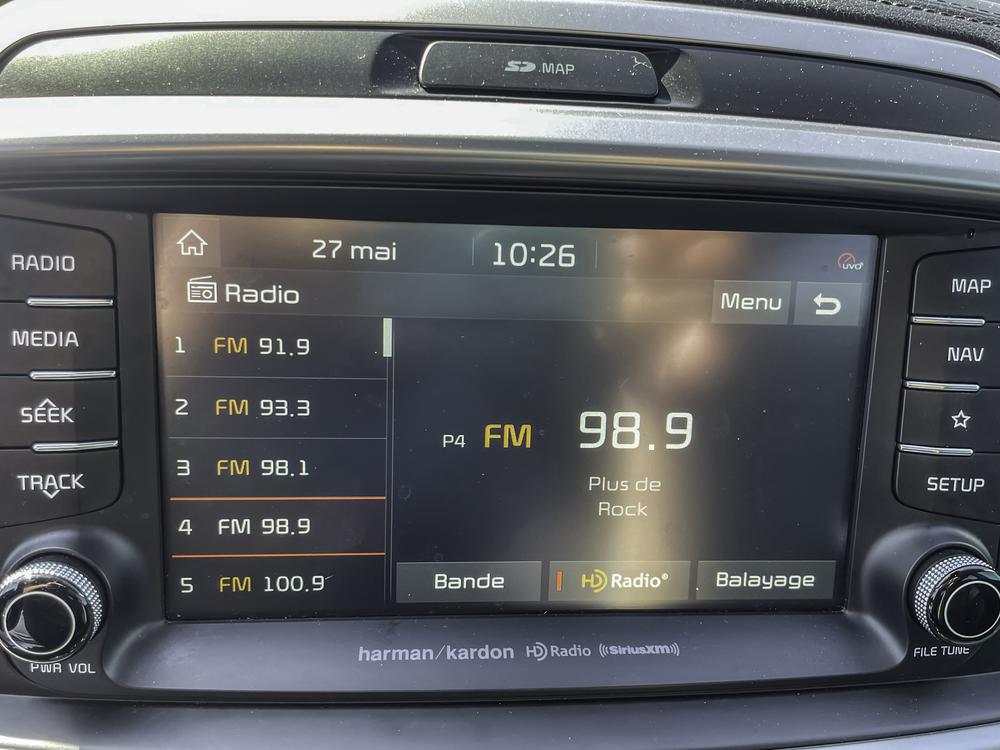 SD MAP
RADIO
MEDIA
SEEK
TRACK
PWR VOL
27 mai 10:26 UVO
Radio Menu
1 FM 91.9
2 FM 93.3
3 FM 98.1
4 FM 98.9
5 FM 100.9
P4 FM 98.9
Plus de
Rock
Bande HD Radio® Balayage
MAP
NAV
SETUP
FILE TUNE
harman/kardon HD Radio ((SiriusXM))